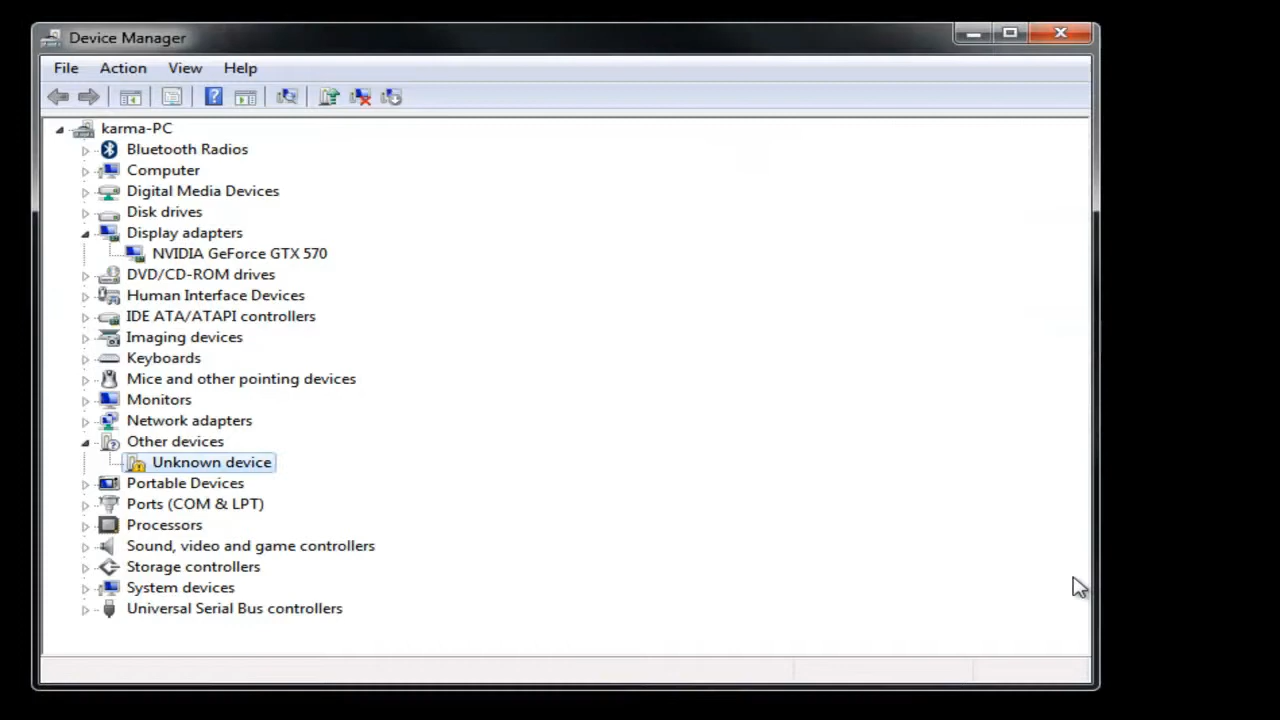 Device Manager
File Action View Help
karma-PC
Bluetooth Radios
Computer
Digital Media Devices
Disk drives
Display adapters
NVIDIA GeForce GTX 570
DVD/CD-ROM drives
Human Interface Devices
IDE ATA/ATAPI controllers
Imaging devices
Keyboards
Mice and other pointing devices
Monitors
Network adapters
Other devices
Unknown device
Portable Devices
Ports (COM & LPT)
Processors
Sound, video and game controllers
Storage controllers
System devices
Universal Serial Bus controllers